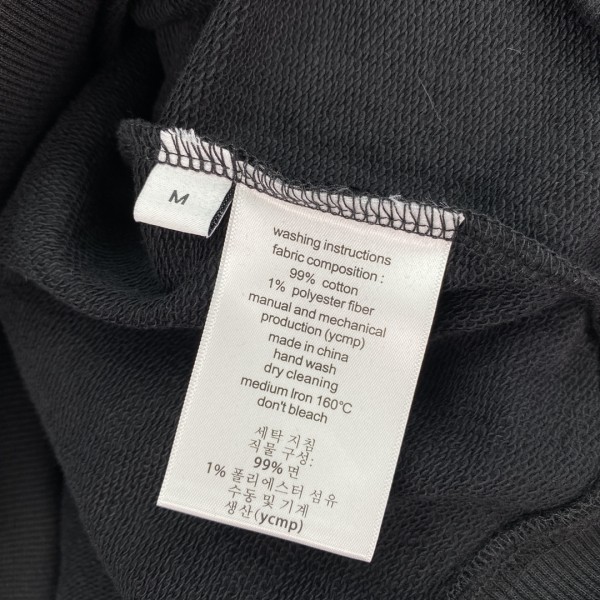 M
washing instructions
fabric composition :
99% cotton
1% polyester fiber
manual and mechanical
production (ycmp)
made in china
hand wash
dry cleaning
medium Iron 160℃
don't bleach
세탁 지침
직물 구성:
99% 면
1% 폴리에스터 섬유
수동 및 기계
생산(ycmp)